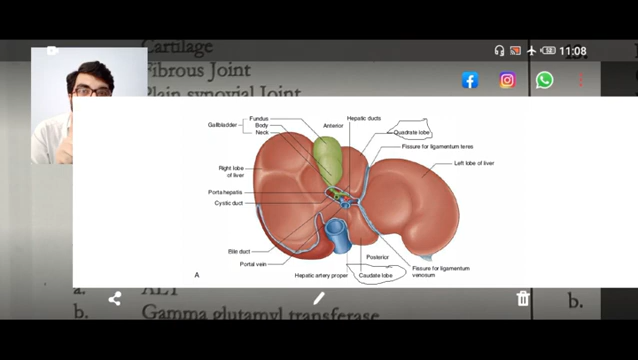 Cartilage
11:08
Fibrous Joint
Plain synovial Joint
Fundus
Body
Neck
Gallbladder
Anterior
Hepatic ducts
Quadrate lobe
Fissure for ligamentum teres
Left lobe of liver
Right lobe
of liver
Porta hepatis
Cystic duct
Bile duct
Portal vein
Hepatic artery proper
Posterior
Caudate lobe
Fissure for ligamentum
venosum
A
a. ALT
b. Gamma glutamyl transferase
b.